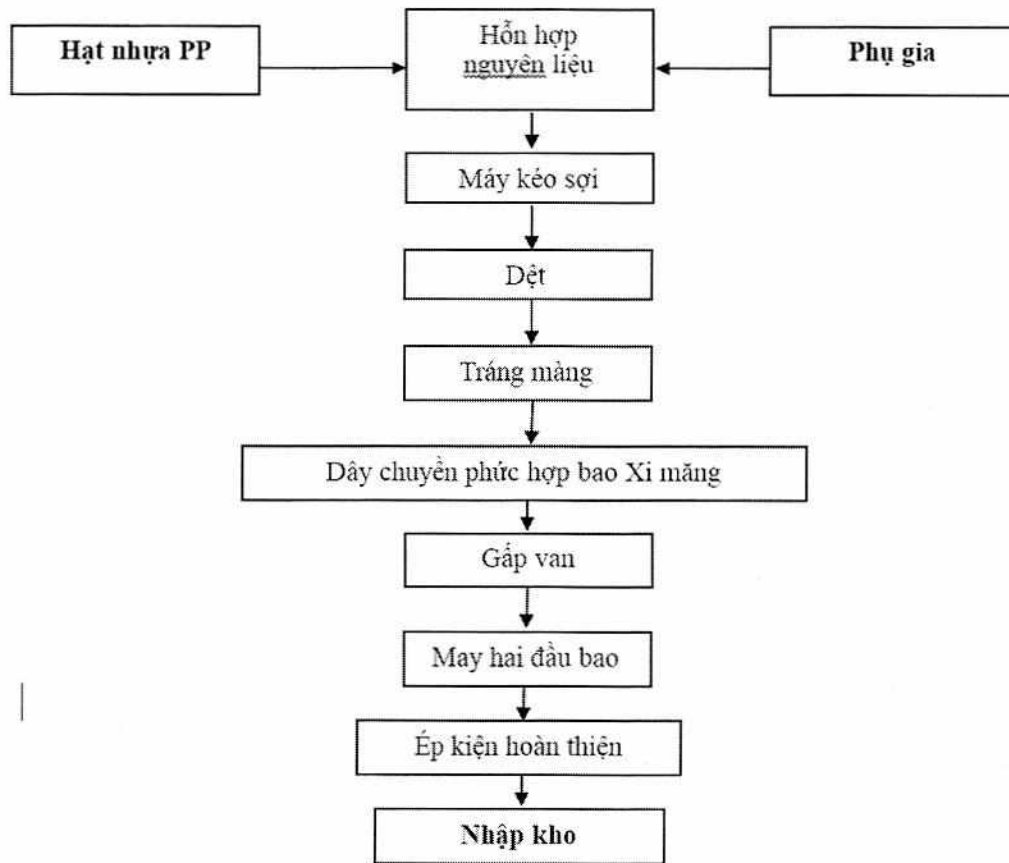 Hạt nhựa PP
Hỗn hợp
nguyên liệu
Phụ gia
Máy kéo sợi
Dệt
Tráng màng
Dây chuyền phức hợp bao Xi măng
Gấp van
May hai đầu bao
Ép kiện hoàn thiện
Nhập kho